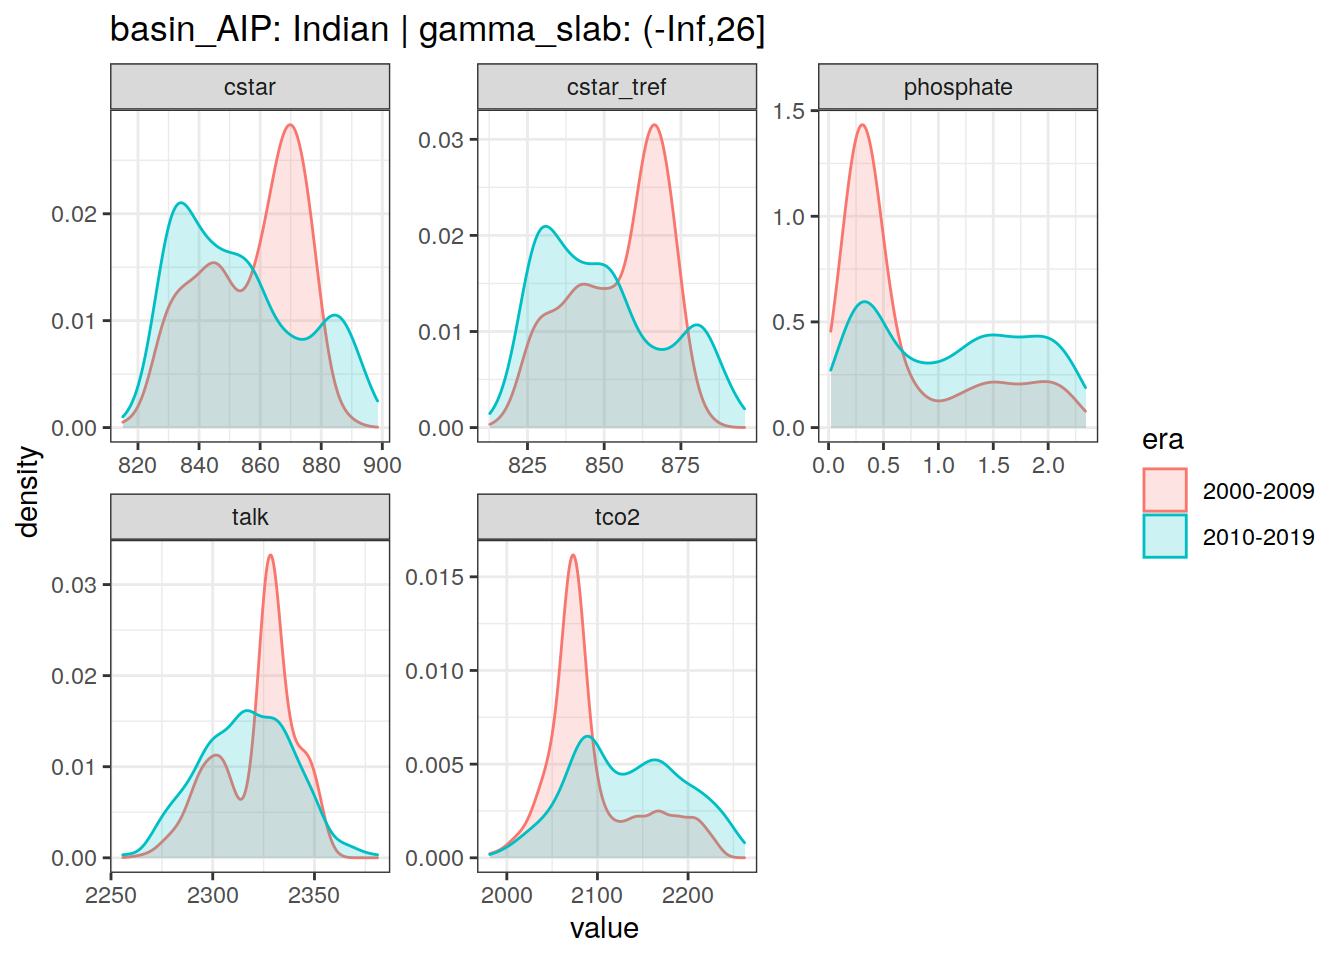 basin_AIP: Indian | gamma_slab: (-Inf,26]
cstar
cstar_tref
phosphate
0.00
0.01
0.02
820 840 860 880 900
0.00
0.01
0.02
0.03
825 850 875
0.0
0.5
1.0
1.5
0.0 0.5 1.0 1.5 2.0
talk
tco2
0.00
0.01
0.02
0.03
2250 2300 2350
0.000
0.005
0.010
0.015
2000 2100 2200
density
value
era
2000-2009
2010-2019